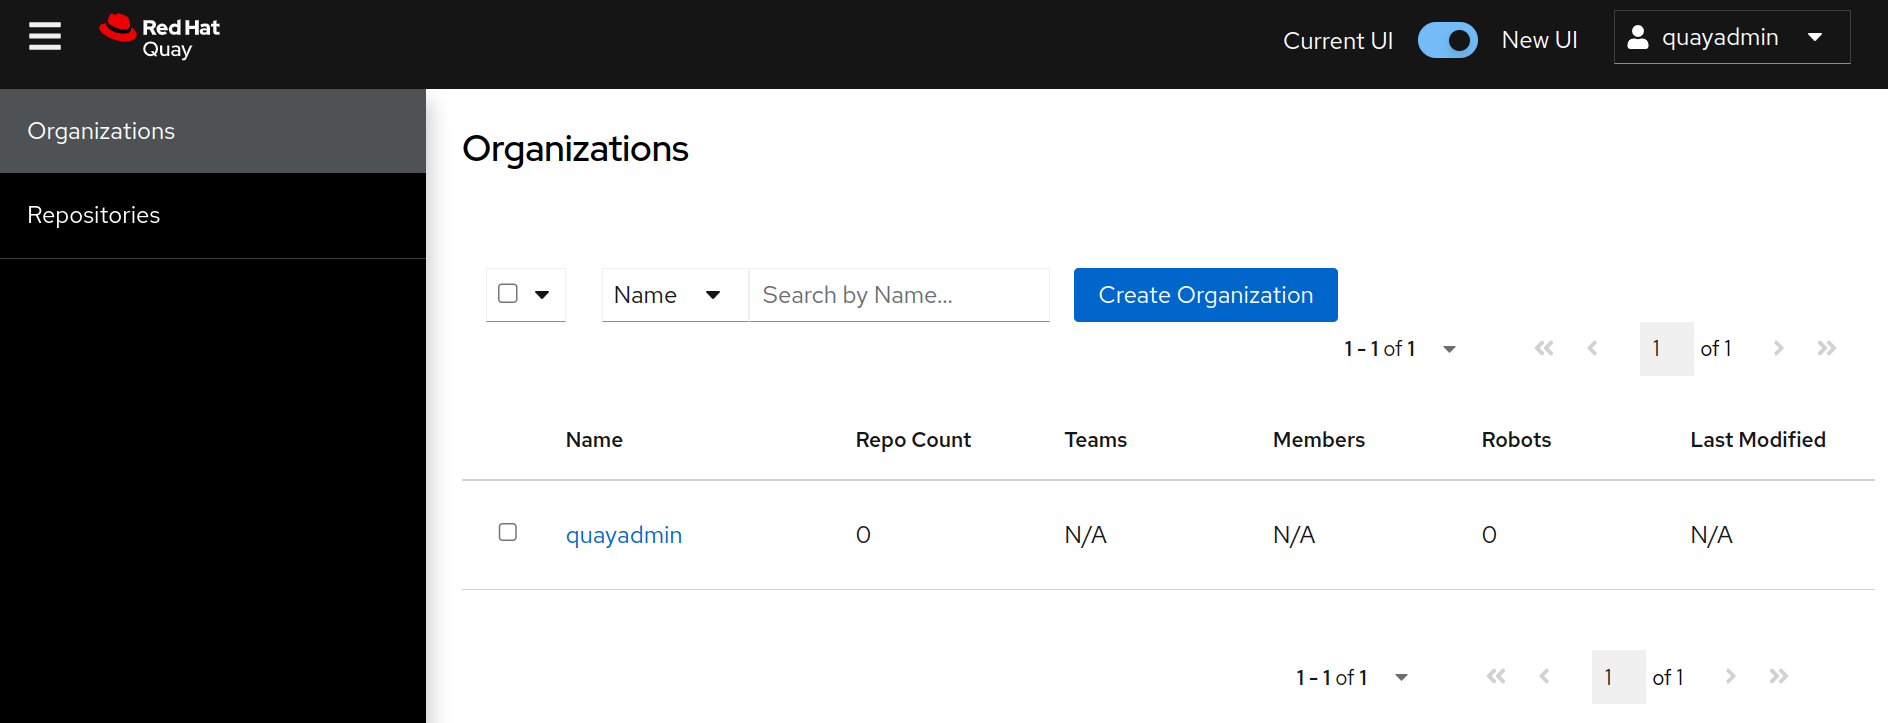 Red Hat
Quay
Current UI New UI quayadmin
Organizations
Repositories
Organizations
Name Search by Name... Create Organization
1 - 1 of 1 1 of 1
Name Repo Count Teams Members Robots Last Modified
quayadmin 0 N/A N/A 0 N/A
1 - 1 of 1 1 of 1